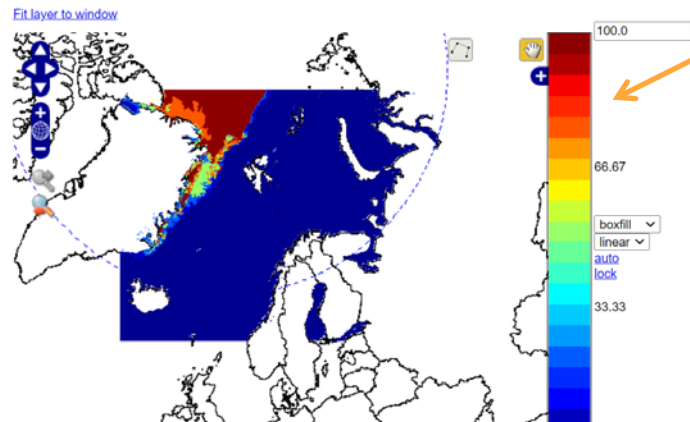 Fit layer to window
100.0
66.67
boxfill
linear
auto
lock
33.33